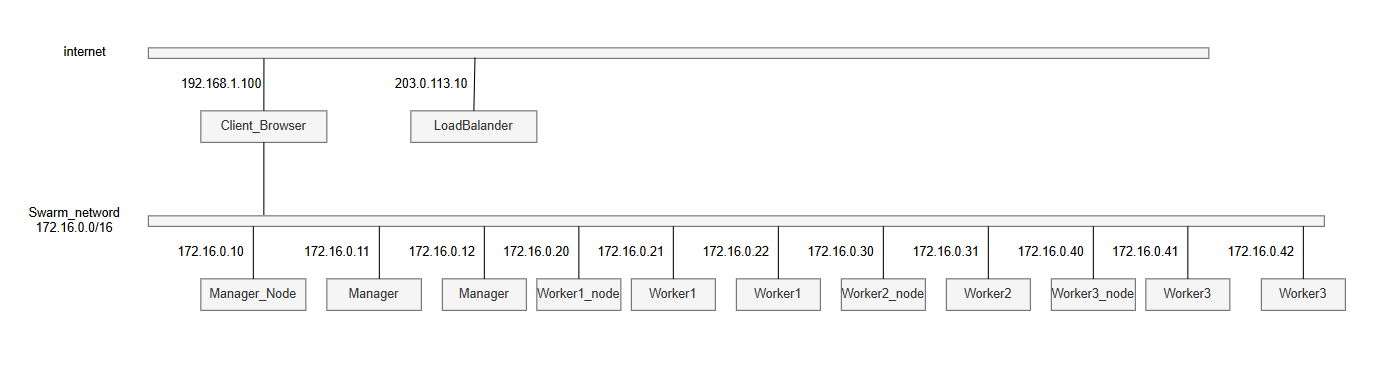 internet
192.168.1.100
203.0.113.10
Client_Browser
LoadBalander
Swarm_netword
172.16.0.0/16
172.16.0.10
172.16.0.11
172.16.0.12
172.16.0.20
172.16.0.21
172.16.0.22
172.16.0.30
172.16.0.31
172.16.0.40
172.16.0.41
172.16.0.42
Manager_Node
Manager
Manager
Worker1_node
Worker1
Worker1
Worker2_node
Worker2
Worker3_node
Worker3
Worker3